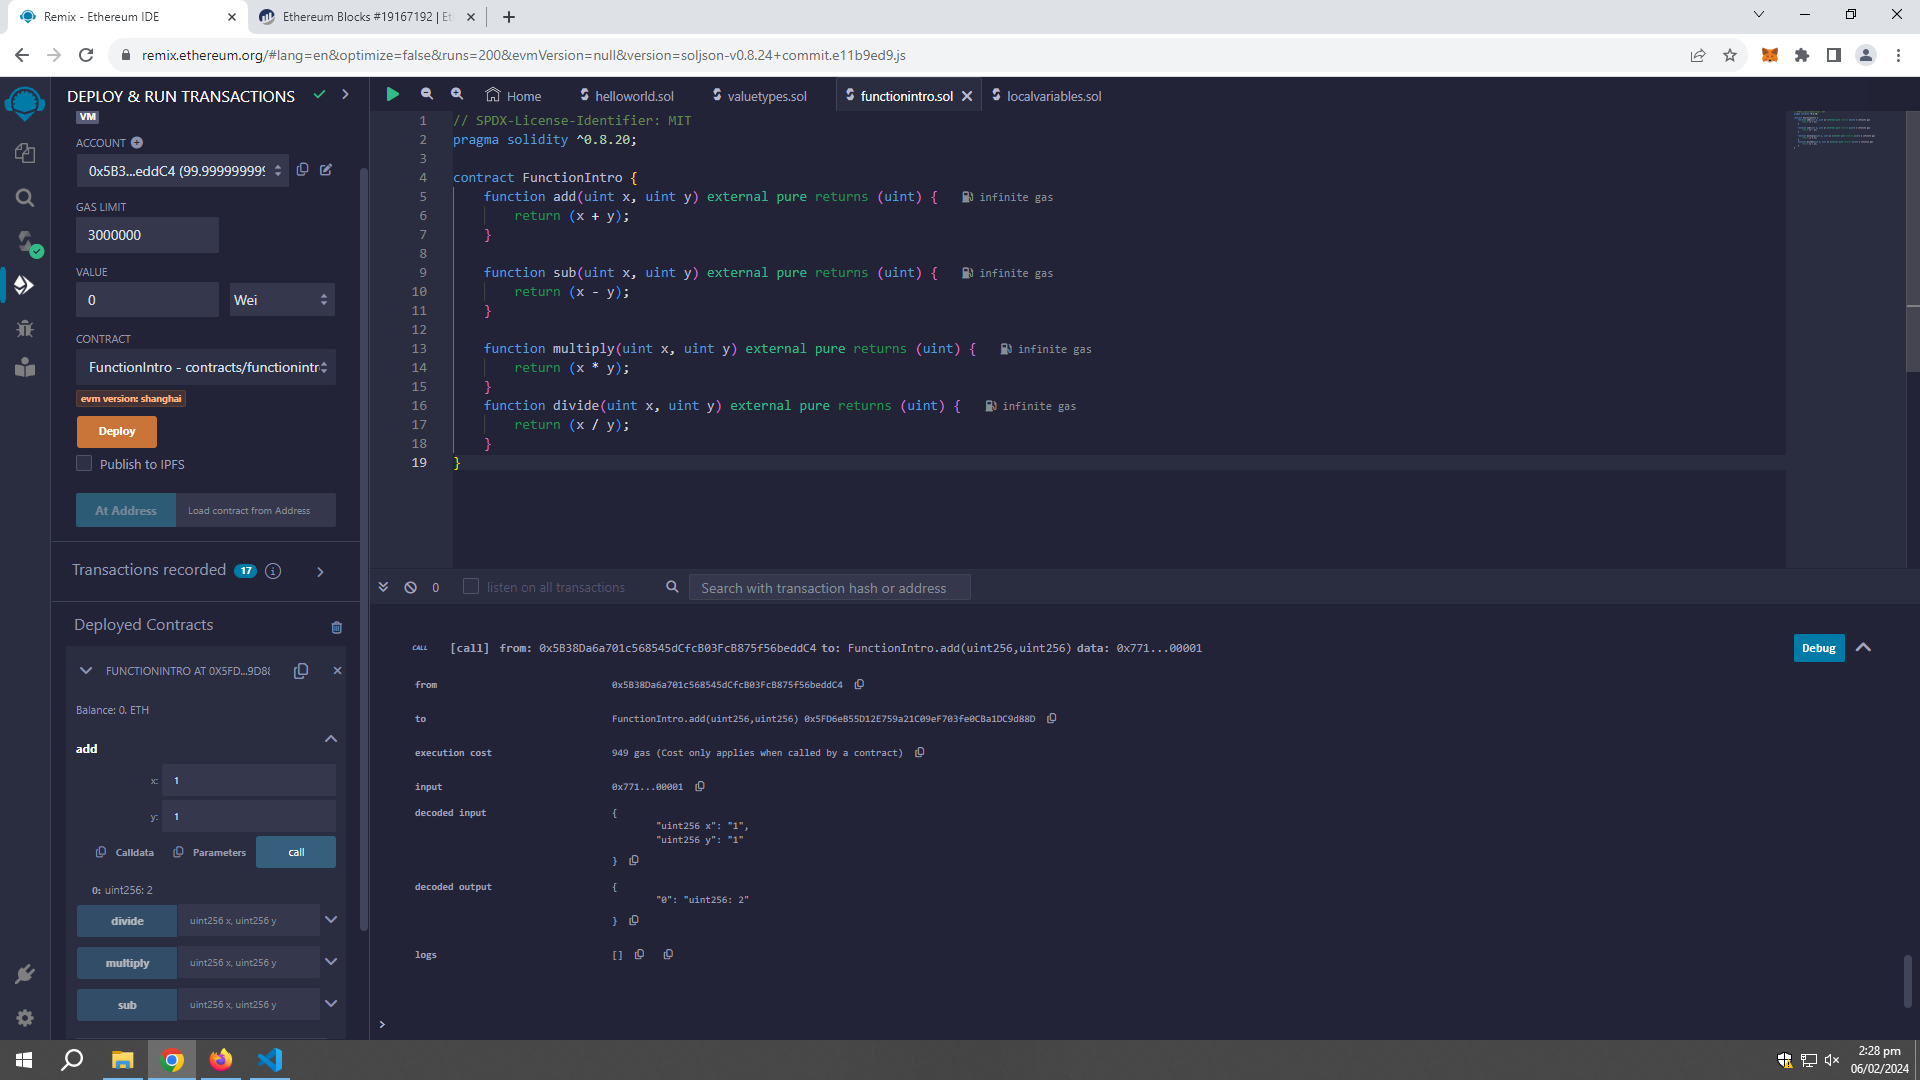 Remix - Ethereum IDE
Ethereum Blocks #19167192 | Et
remix.ethereum.org/#lang=en&optimize=false&runs=200&evmVersion=null&version=soljson-v0.8.24+commit.e11b9ed9.js
DEPLOY & RUN TRANSACTIONS
VM
ACCOUNT
0x5B3...eddC4 (99.9999999999
GAS LIMIT
3000000
VALUE
0
Wei
CONTRACT
FunctionIntro - contracts/functionintr
evm version: shanghai
Deploy
Publish to IPFS
At Address
Load contract from Address
Transactions recorded 17
Deployed Contracts
FUNCTIONINTRO AT 0X5FD...9D88
Balance: 0. ETH
add
x: 1
y: 1
Calldata Parameters call
0: uint256: 2
divide uint256 x, uint256 y
multiply uint256 x, uint256 y
sub uint256 x, uint256 y
Home
helloworld.sol
valuetypes.sol
functionintro.sol
localvariables.sol
1 // SPDX-License-Identifier: MIT
2 pragma solidity ^0.8.20;
3
4 contract FunctionIntro {
5 function add(uint x, uint y) external pure returns (uint) { infinite gas
6 return (x + y);
7 }
8
9 function sub(uint x, uint y) external pure returns (uint) { infinite gas
10 return (x - y);
11 }
12
13 function multiply(uint x, uint y) external pure returns (uint) { infinite gas
14 return (x * y);
15 }
16 function divide(uint x, uint y) external pure returns (uint) { infinite gas
17 return (x / y);
18 }
19 }
0
listen on all transactions
Search with transaction hash or address
CALL [call] from: 0x5B38Da6a701c568545dCfcB03FcB875f56beddC4 to: FunctionIntro.add(uint256,uint256) data: 0x771...00001
Debug
from 0x5B38Da6a701c568545dCfcB03FcB875f56beddC4
to FunctionIntro.add(uint256,uint256) 0x5FD6eB55D12E759a21C09eF703fe0CBa1DC9d88D
execution cost 949 gas (Cost only applies when called by a contract)
input 0x771...00001
decoded input {
"uint256 x": "1",
"uint256 y": "1"
}
decoded output {
"0": "uint256: 2"
}
logs []
>
2:28 pm
06/02/2024